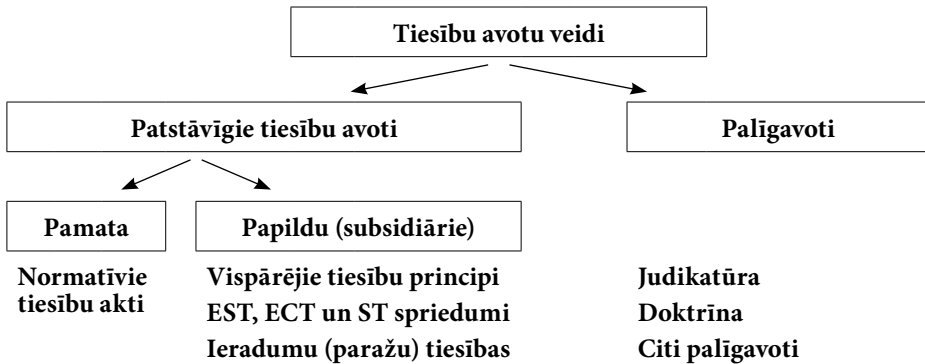 Tiesību avotu veidi
Patstāvīgie tiesību avoti
Palīgavoti
Pamata
Papildu (subsidiārie)
Normatīvie
tiesību akti
Vispārējie tiesību principi
EST, ECT un ST spriedumi
Ieradumu (paražu) tiesības
Judikatūra
Doktrīna
Citi palīgavoti